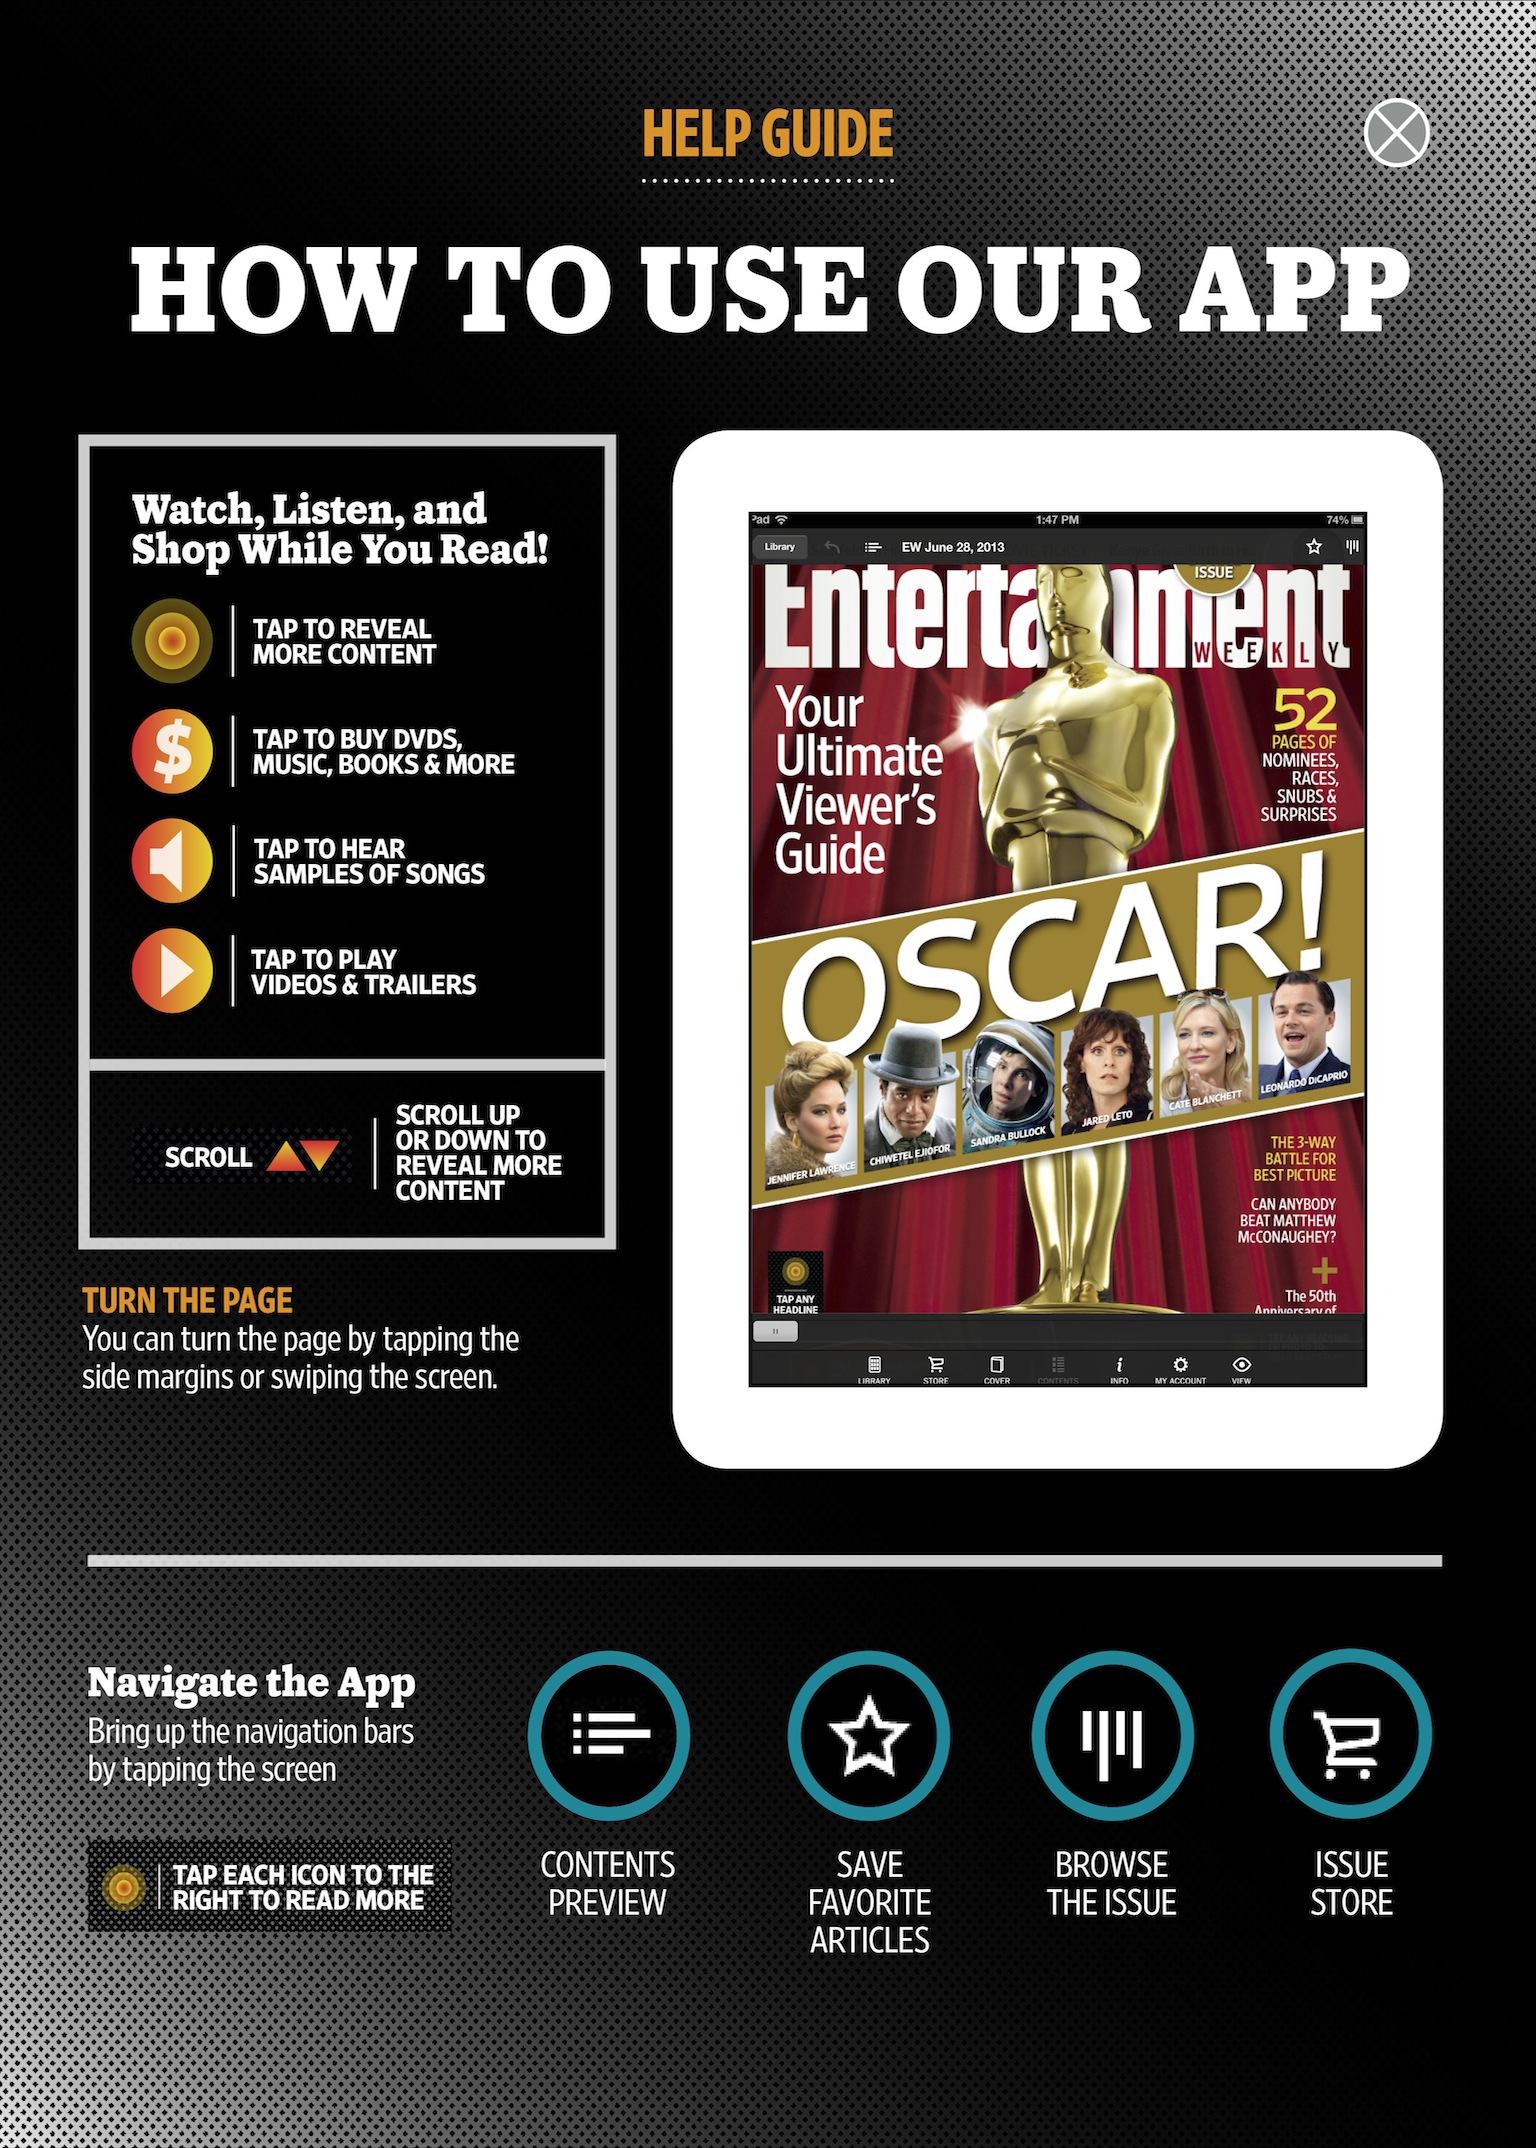 HELP GUIDE
HOW TO USE OUR APP
Watch, Listen, and
Shop While You Read!
TAP TO REVEAL
MORE CONTENT
$
TAP TO BUY DVDS,
MUSIC, BOOKS & MORE
TAP TO HEAR
SAMPLES OF SONGS
TAP TO PLAY
VIDEOS & TRAILERS
SCROLL
SCROLL UP
OR DOWN TO
REVEAL MORE
CONTENT
TURN THE PAGE
You can turn the page by tapping the
side margins or swiping the screen.
Pad 1:47 PM 74%
Library EW June 28, 2013
ISSUE
Entertainment
WEEKLY
Your
Ultimate
Viewer's
Guide
52
PAGES OF
NOMINEES,
RACES,
SNUBS &
SURPRISES
OSCAR!
JENNIFER LAWRENCE
CHIWETEL EJIOFOR
SANDRA BULLOCK
JARED LETO
CATE BLANCHETT
LEONARDO DiCAPRIO
THE 3-WAY
BATTLE FOR
BEST PICTURE
CAN ANYBODY
BEAT MATTHEW
McCONAUGHEY?
+
The 50th
Anniversary of
TAP ANY
HEADLINE
LIBRARY STORE COVER CONTENTS INFO MY ACCOUNT VIEW
Navigate the App
Bring up the navigation bars
by tapping the screen
TAP EACH ICON TO THE
RIGHT TO READ MORE
CONTENTS
PREVIEW
SAVE
FAVORITE
ARTICLES
BROWSE
THE ISSUE
ISSUE
STORE